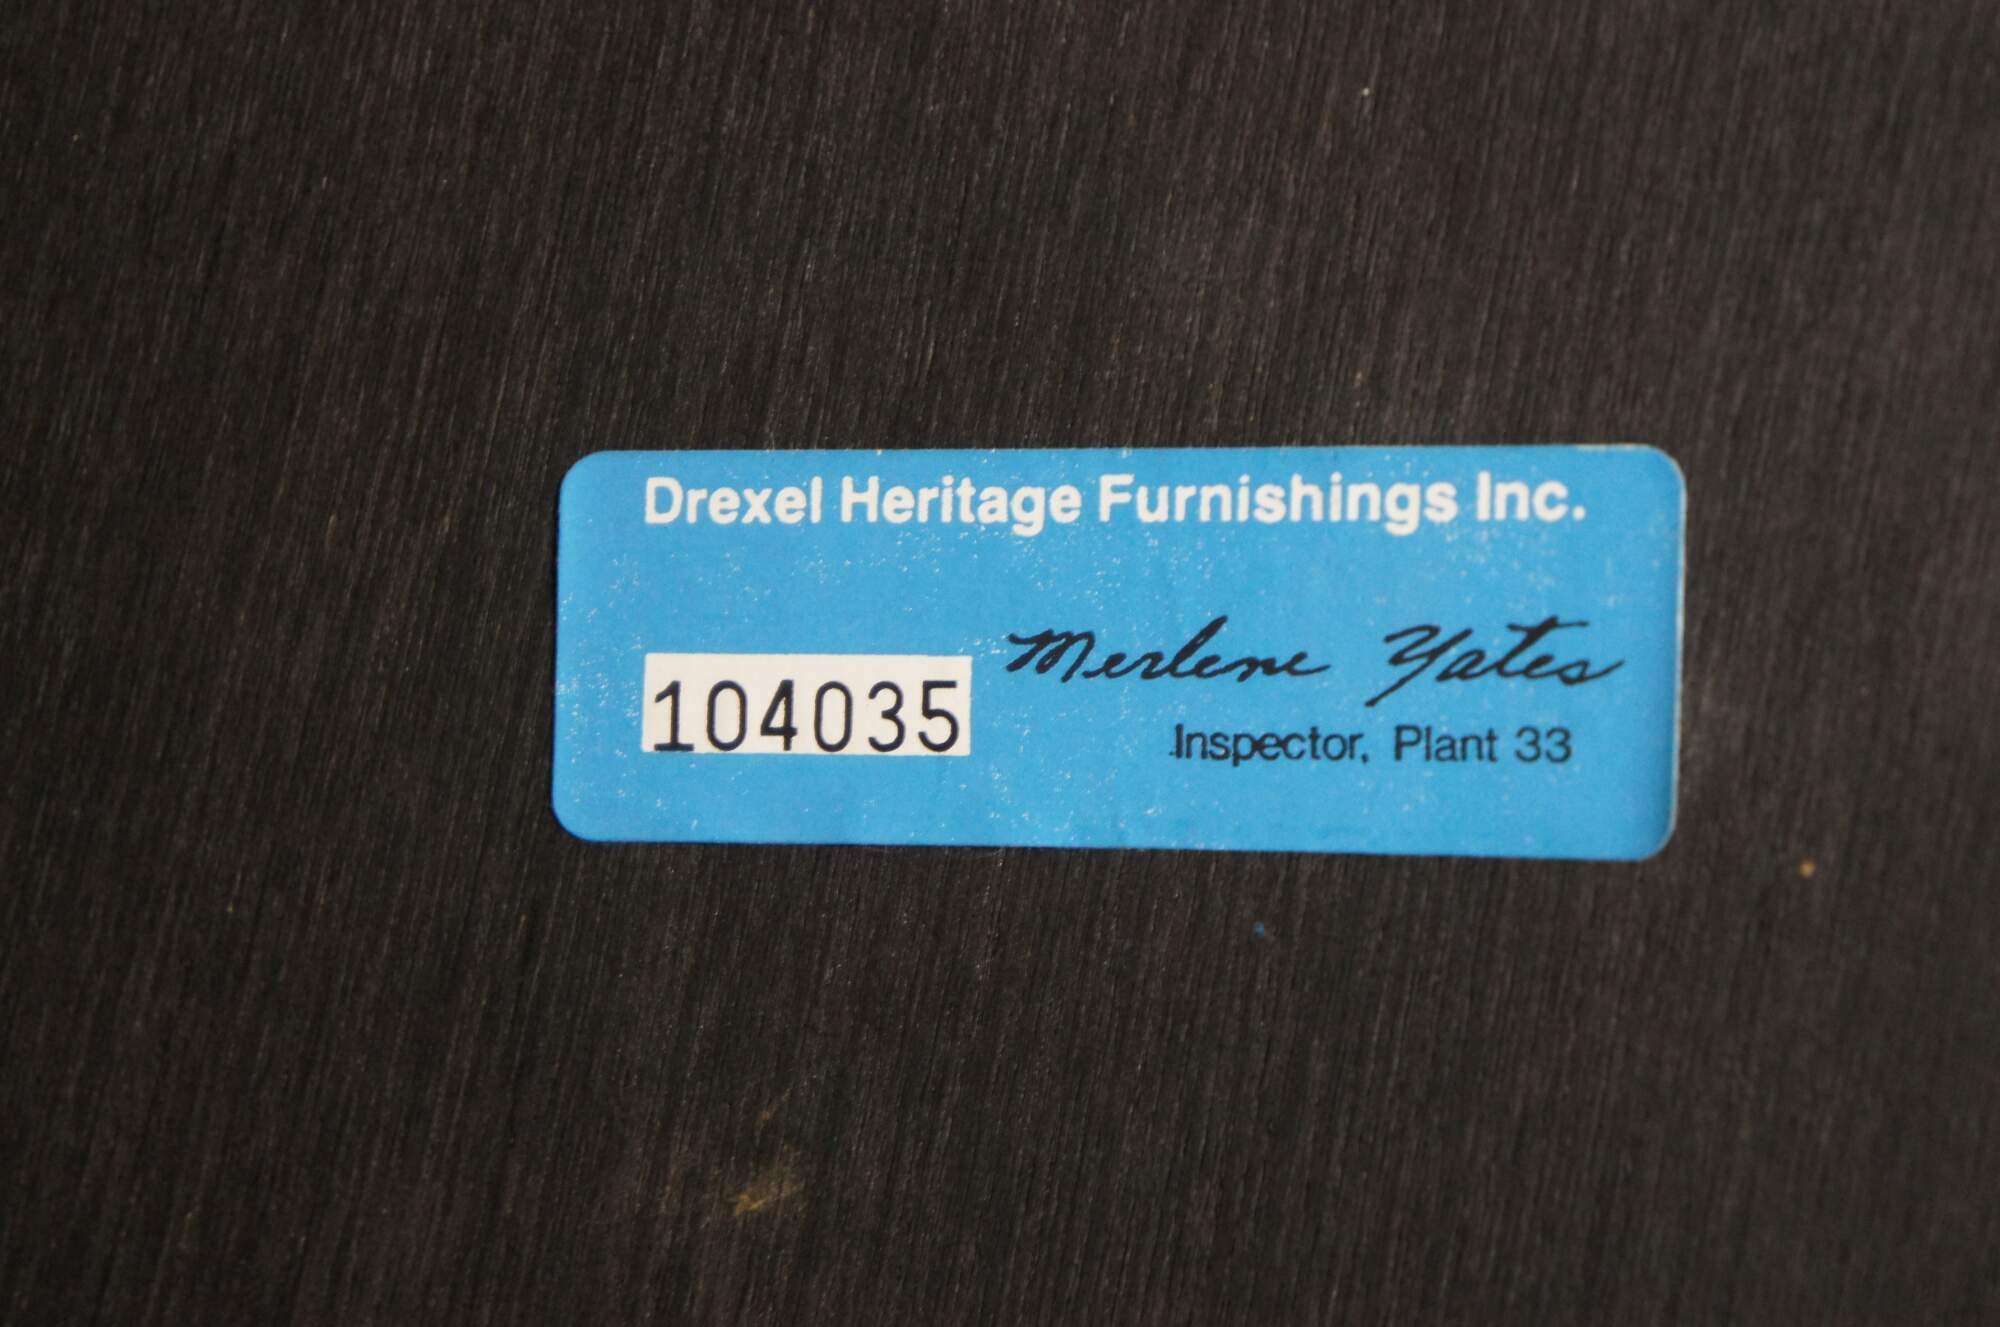 Drexel Heritage Furnishings Inc.
Merlene Yates
104035
Inspector, Plant 33